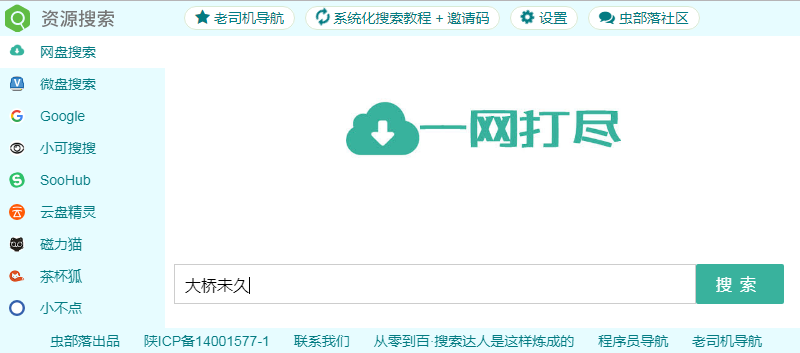 资源搜索
老司机导航
系统化搜索教程 + 邀请码
设置
虫部落社区
网盘搜索
微盘搜索
Google
小可搜搜
SooHub
云盘精灵
磁力猫
茶杯狐
小不点
一网打尽
大桥未久
搜 索
虫部落出品 陕ICP备14001577-1 联系我们 从零到百·搜索达人是这样炼成的 程序员导航 老司机导航